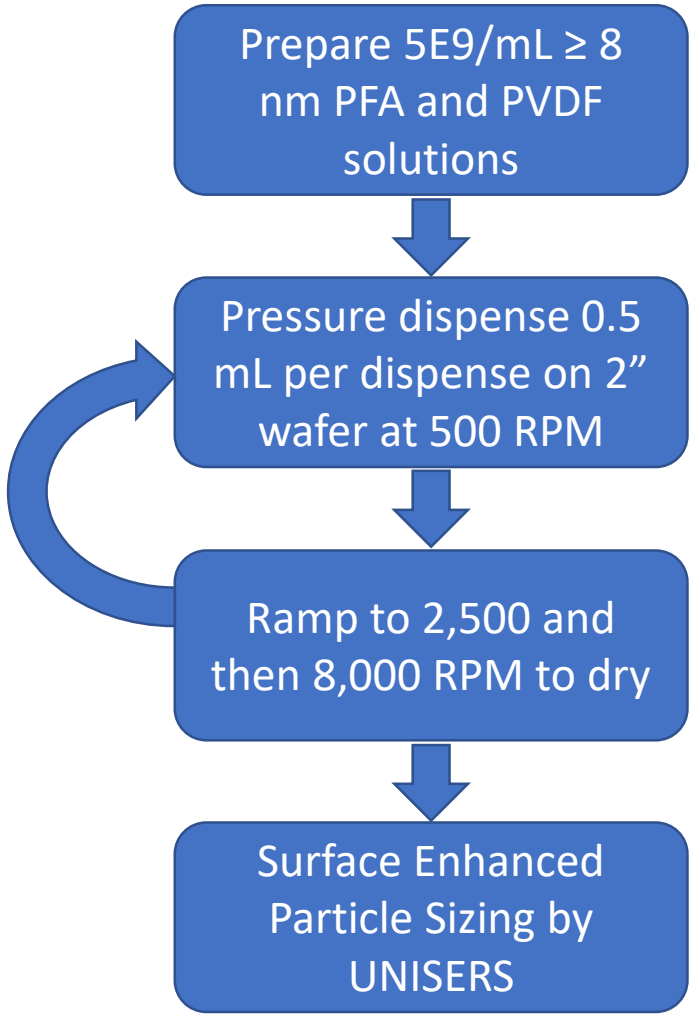 Prepare 5E9/mL ≥ 8
nm PFA and PVDF
solutions
Pressure dispense 0.5
mL per dispense on 2”
wafer at 500 RPM
Ramp to 2,500 and
then 8,000 RPM to dry
Surface Enhanced
Particle Sizing by
UNISERS